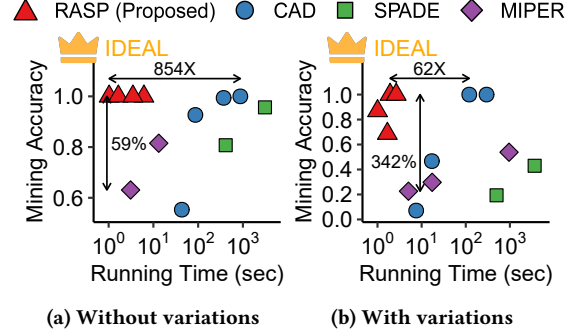 RASP (Proposed) CAD SPADE MIPER
IDEAL
854X
59%
1.0
0.8
0.6
Mining Accuracy
10^0 10^1 10^2 10^3
Running Time (sec)
(a) Without variations
IDEAL
62X
342%
1.0
0.8
0.6
0.4
0.2
0.0
Mining Accuracy
10^0 10^1 10^2 10^3
Running Time (sec)
(b) With variations